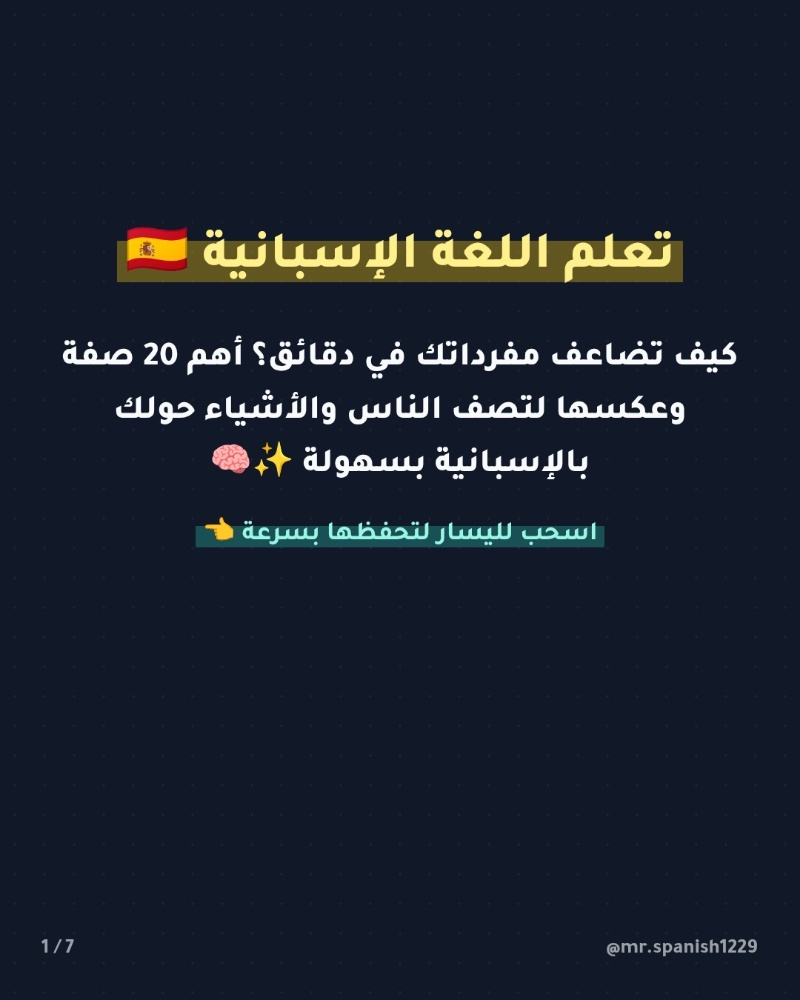 تعلم اللغة الإسبانية 🇪🇸
كيف تضاعف مفرداتك في دقائق؟ أهم 20 صفة
وعكسها لتصف الناس والأشياء حولك
بالإسبانية بسهولة ✨🧠
اسحب لليسار لتحفظها بسرعة 👈
1 / 7
@mr.spanish1229